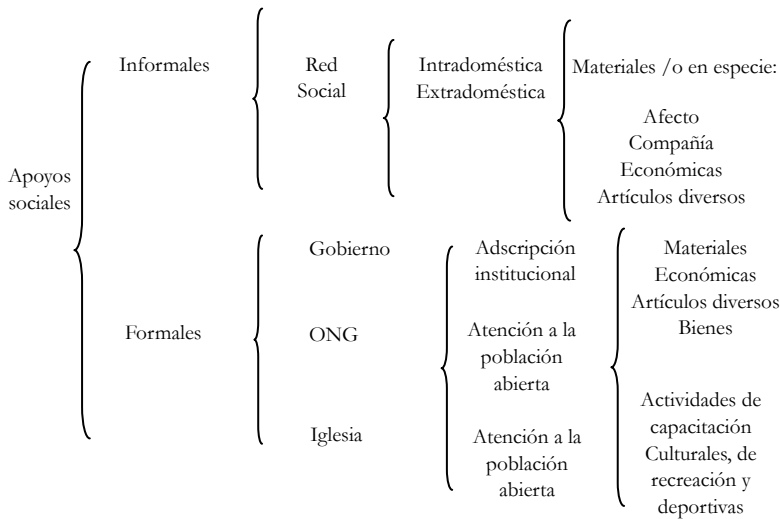 Apoyos
sociales
Informales
Red
Social
Intradoméstica
Extradoméstica
Materiales /o en especie:
Afecto
Compañía
Económicas
Artículos diversos
Formales
Gobierno
ONG
Iglesia
Adscripción
institucional
Atención a la
población
abierta
Atención a la
población
abierta
Materiales
Económicas
Artículos diversos
Bienes
Actividades de
capacitación
Culturales, de
recreación y
deportivas